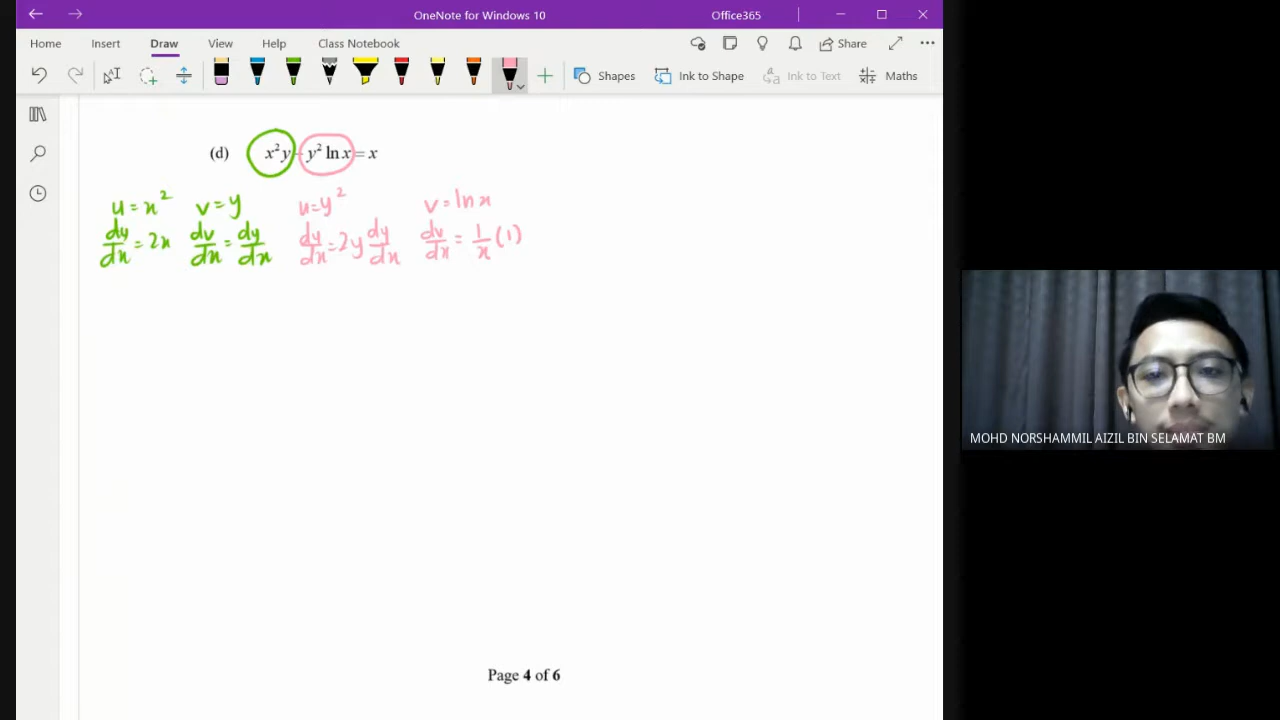 OneNote for Windows 10 Office365
Home Insert Draw View Help Class Notebook Share
Shapes Ink to Shape Ink to Text Maths
(d) x²y − y² ln x = x
u = x² v = y u = y² v = ln x
du/dx = 2x dv/dx = dy/dx du/dx = 2y dy/dx dv/dx = 1/x (1)
MOHD NORSHAMMIL AIZIL BIN SELAMAT BM
Page 4 of 6